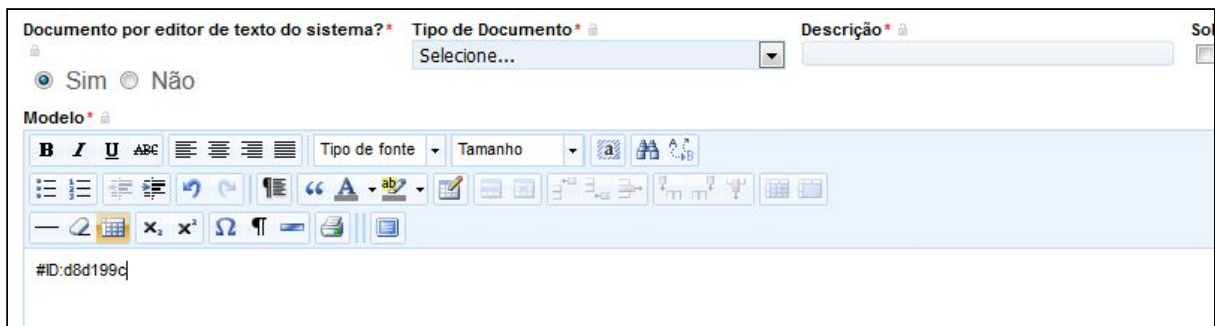 Documento por editor de texto do sistema?* Tipo de Documento* Descrição* Sol
Selecione...
Sim Não
Modelo*
B I U ABC Tipo de fonte Tamanho
#ID:d8d199c